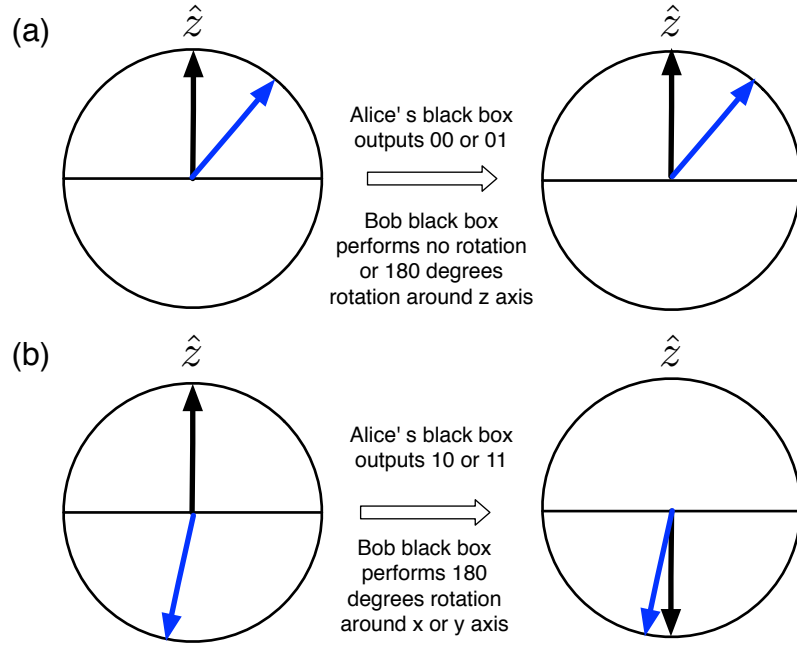 (a)
ẑ
ẑ
Alice' s black box
outputs 00 or 01
Bob black box
performs no rotation
or 180 degrees
rotation around z axis
(b)
ẑ
ẑ
Alice' s black box
outputs 10 or 11
Bob black box
performs 180
degrees rotation
around x or y axis